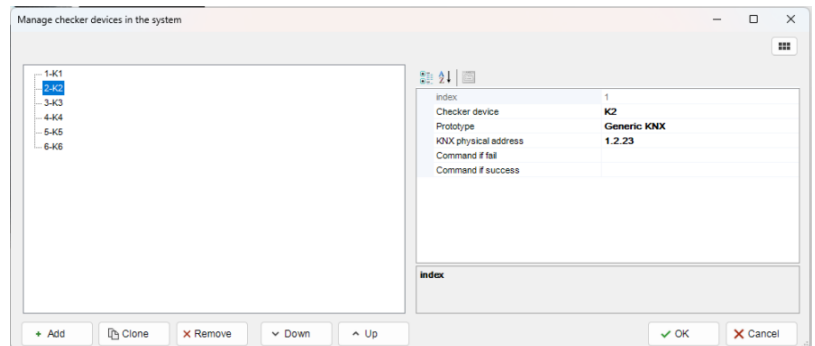 Manage checker devices in the system
1-K1
2-K2
3-K3
4-K4
5-K5
6-K6
index 1
Checker device K2
Prototype Generic KNX
KNX physical address 1.2.23
Command if fail
Command if success
index
Add Clone Remove Down Up OK Cancel